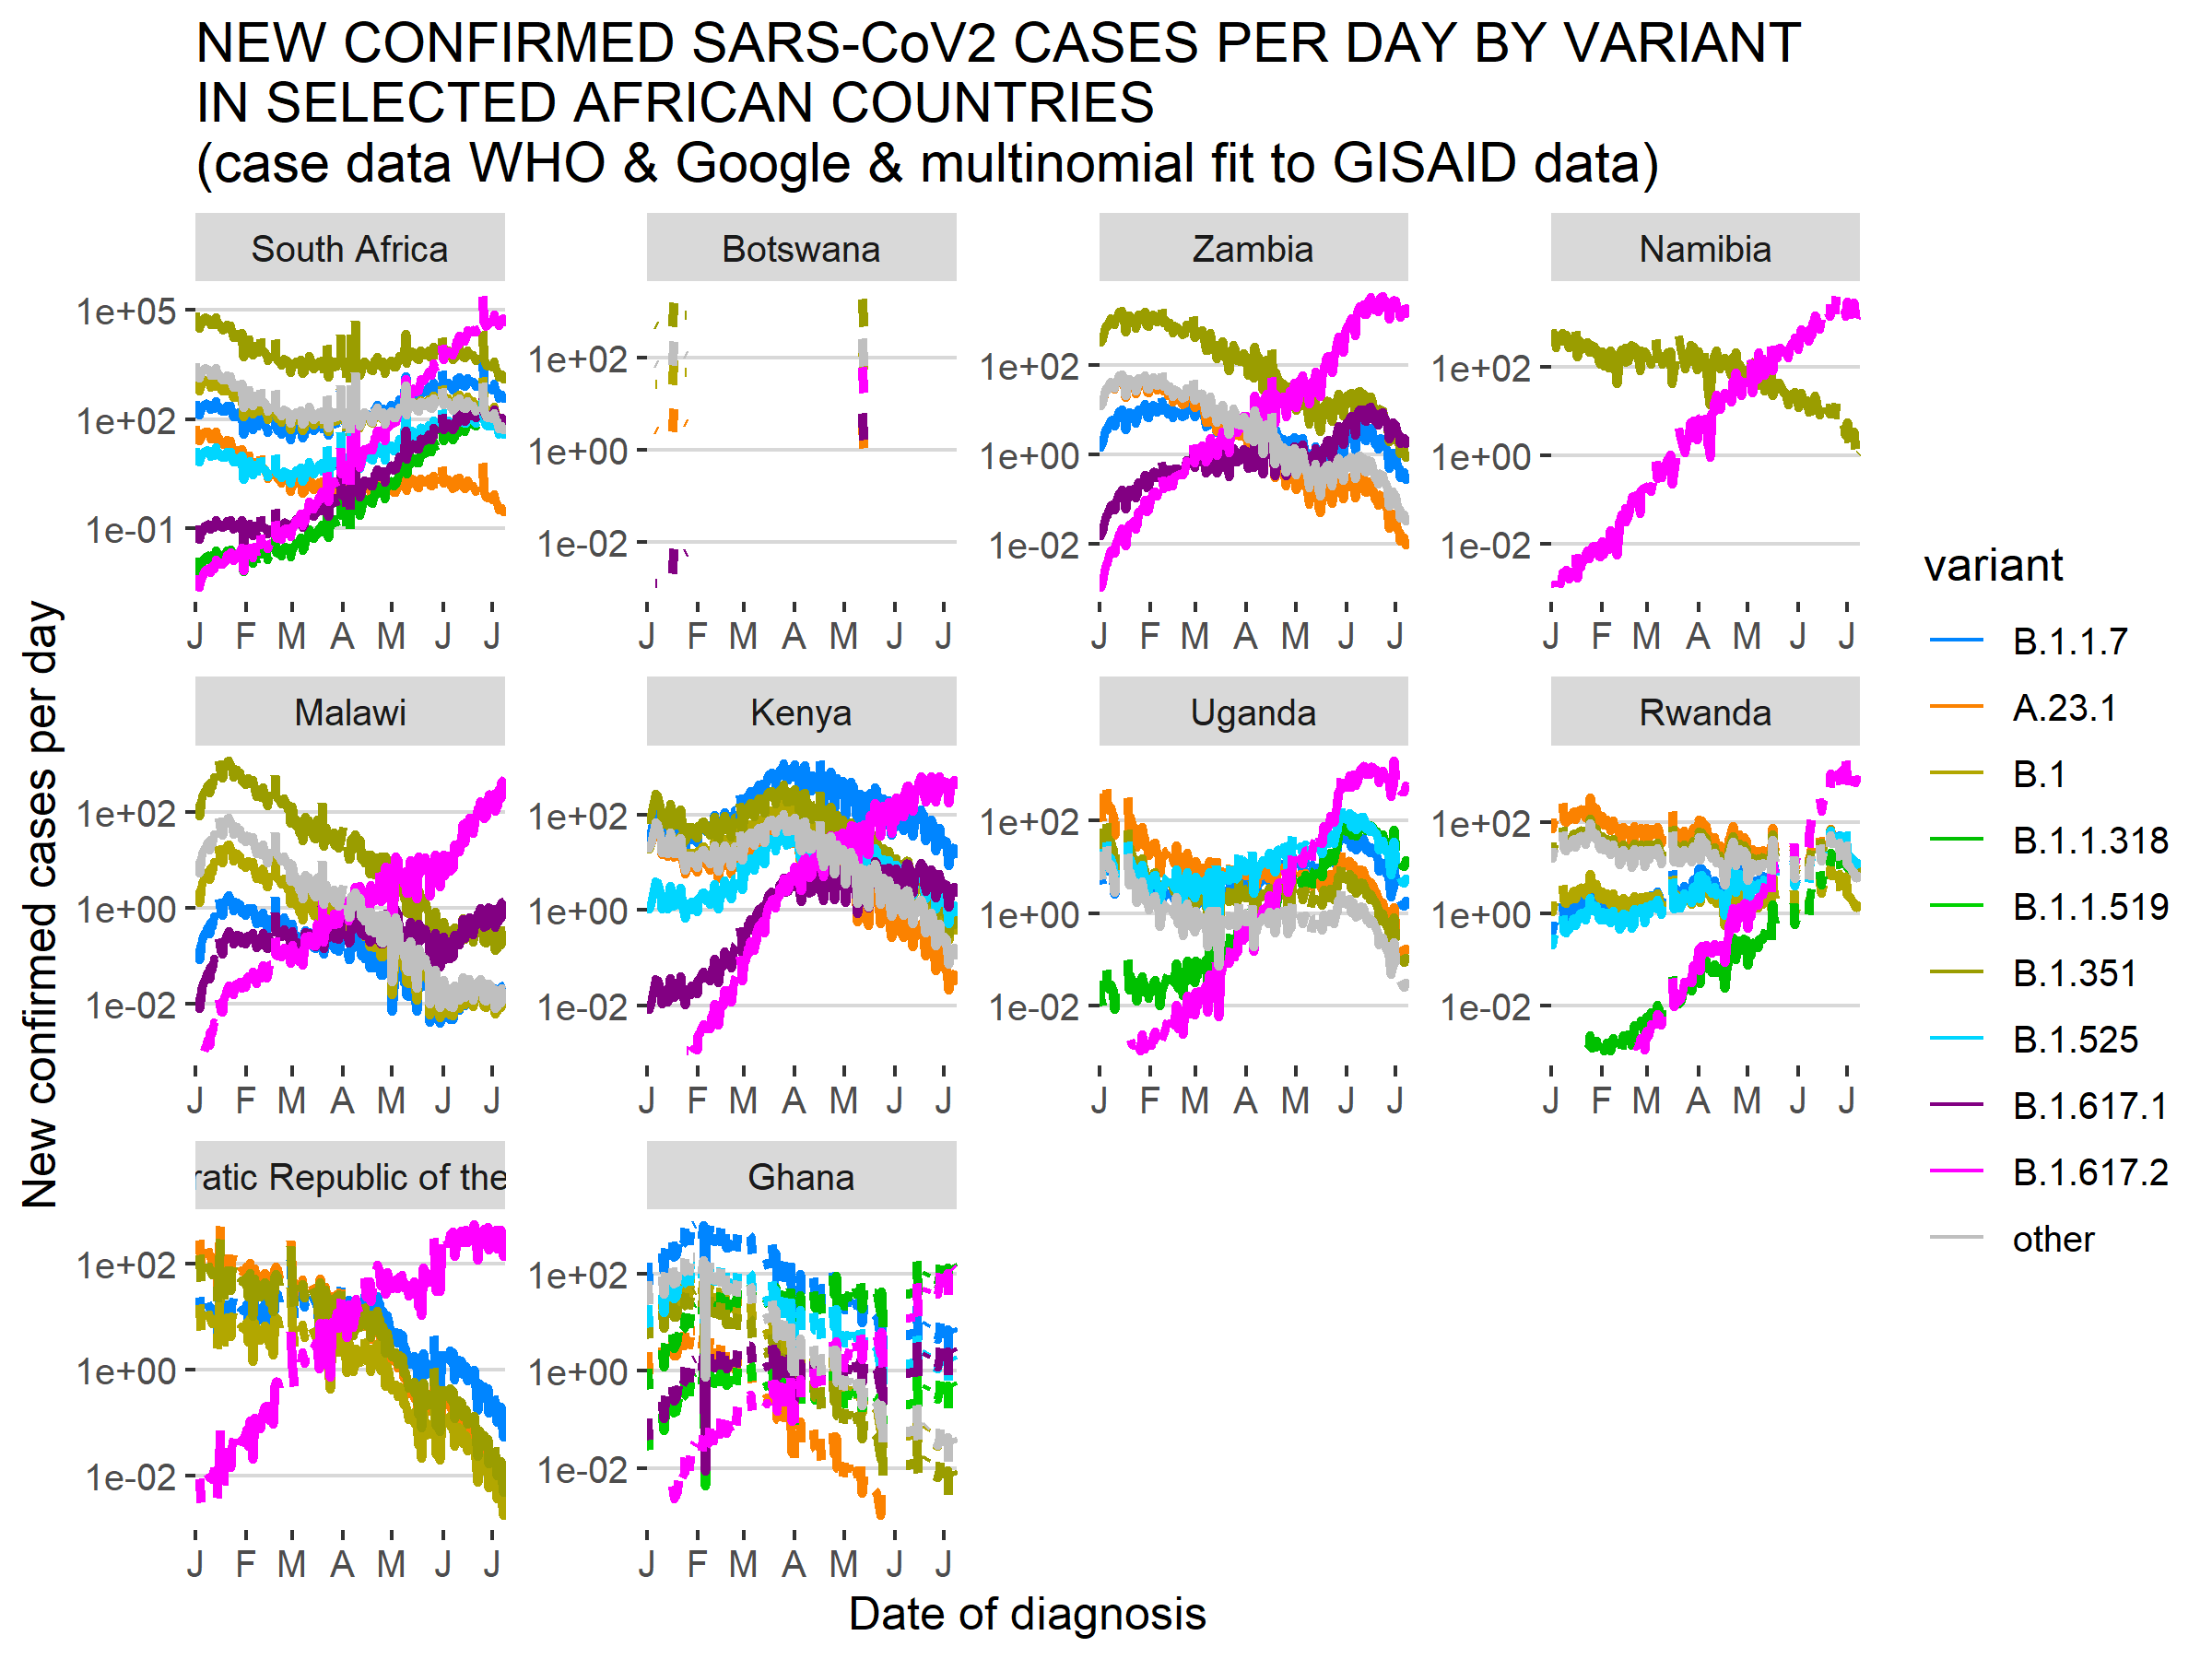 NEW CONFIRMED SARS-CoV2 CASES PER DAY BY VARIANT
IN SELECTED AFRICAN COUNTRIES
(case data WHO & Google & multinomial fit to GISAID data)
New confirmed cases per day
South Africa
1e+05
1e+02
1e-01
J F M A M J J
Botswana
1e+02
1e+00
1e-02
J F M A M J J
Zambia
1e+02
1e+00
1e-02
J F M A M J J
Namibia
1e+02
1e+00
1e-02
J F M A M J J
Malawi
1e+02
1e+00
1e-02
J F M A M J J
Kenya
1e+02
1e+00
1e-02
J F M A M J J
Uganda
1e+02
1e+00
1e-02
J F M A M J J
Rwanda
1e+02
1e+00
1e-02
J F M A M J J
ratic Republic of the
1e+02
1e+00
1e-02
J F M A M J J
Ghana
1e+02
1e+00
1e-02
J F M A M J J
Date of diagnosis
variant
B.1.1.7
A.23.1
B.1
B.1.1.318
B.1.1.519
B.1.351
B.1.525
B.1.617.1
B.1.617.2
other